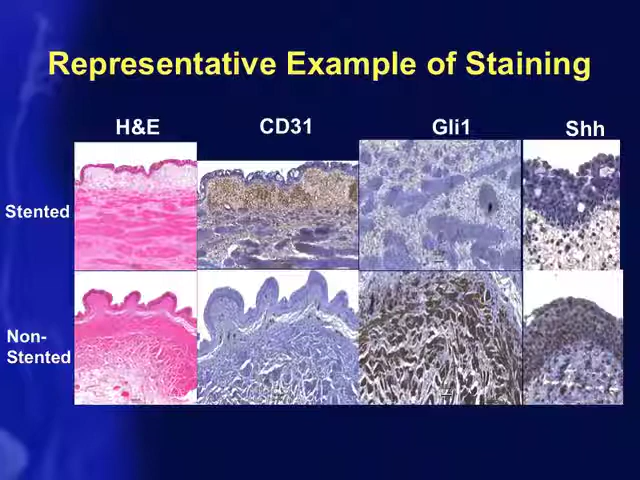 Representative Example of Staining
H&E CD31 Gli1 Shh
Stented
Non-
Stented